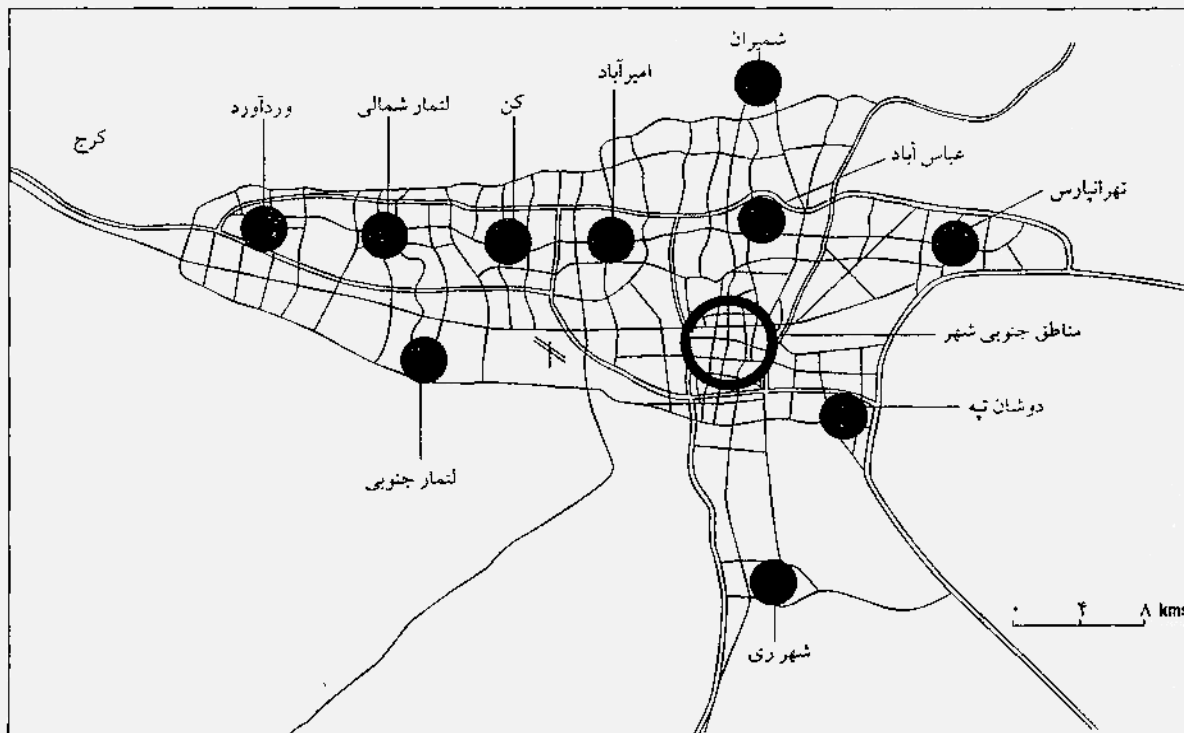 شمیران
امیرآباد
کن
لتمار شمالی
وردآورد
کرج
عباس آباد
تهرانپارس
مناطق جنوبی شهر
دوشان تپه
لتمار جنوبی
شهر ری
۰ ۴ ۸ kms